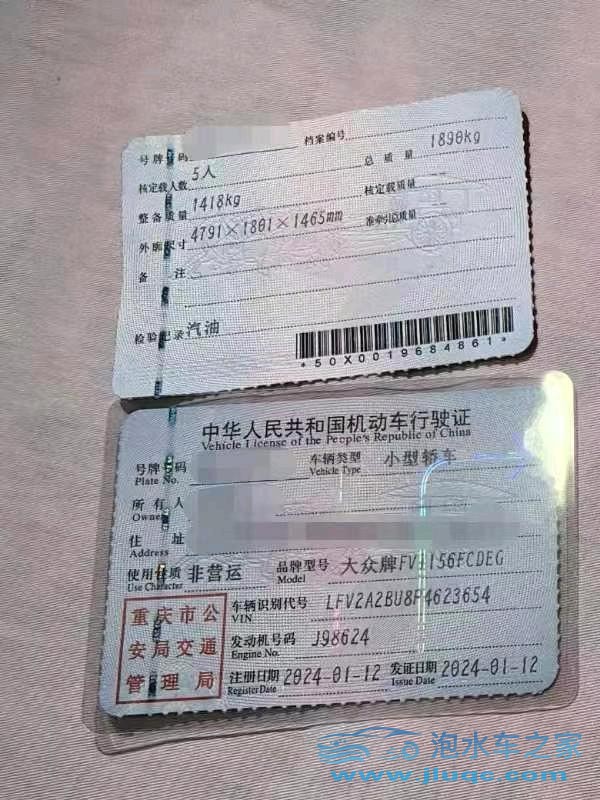 号牌号码
档案编号
核定载人数 5人 总质量 1890kg
整备质量 1418kg 核定载质量 --
外廓尺寸 4791×1801×1465mm 准牵引总质量
备注
检验记录 汽油
*50X0019684861*
中华人民共和国机动车行驶证
Vehicle License of the People's Republic of China
号牌号码 车辆类型 小型轿车
Plate No. Vehicle Type
所有人
Owner
住址
Address
使用性质 非营运 品牌型号 大众牌FV7156FCDEG
Use Character Model
车辆识别代号 LFV2A2BU8P4623654
VIN
发动机号码 J98624
Engine No.
注册日期 2024-01-12 发证日期 2024-01-12
Register Date Issue Date
重庆市公
安局交通
管理局
泡水车之家
www.jluqc.com